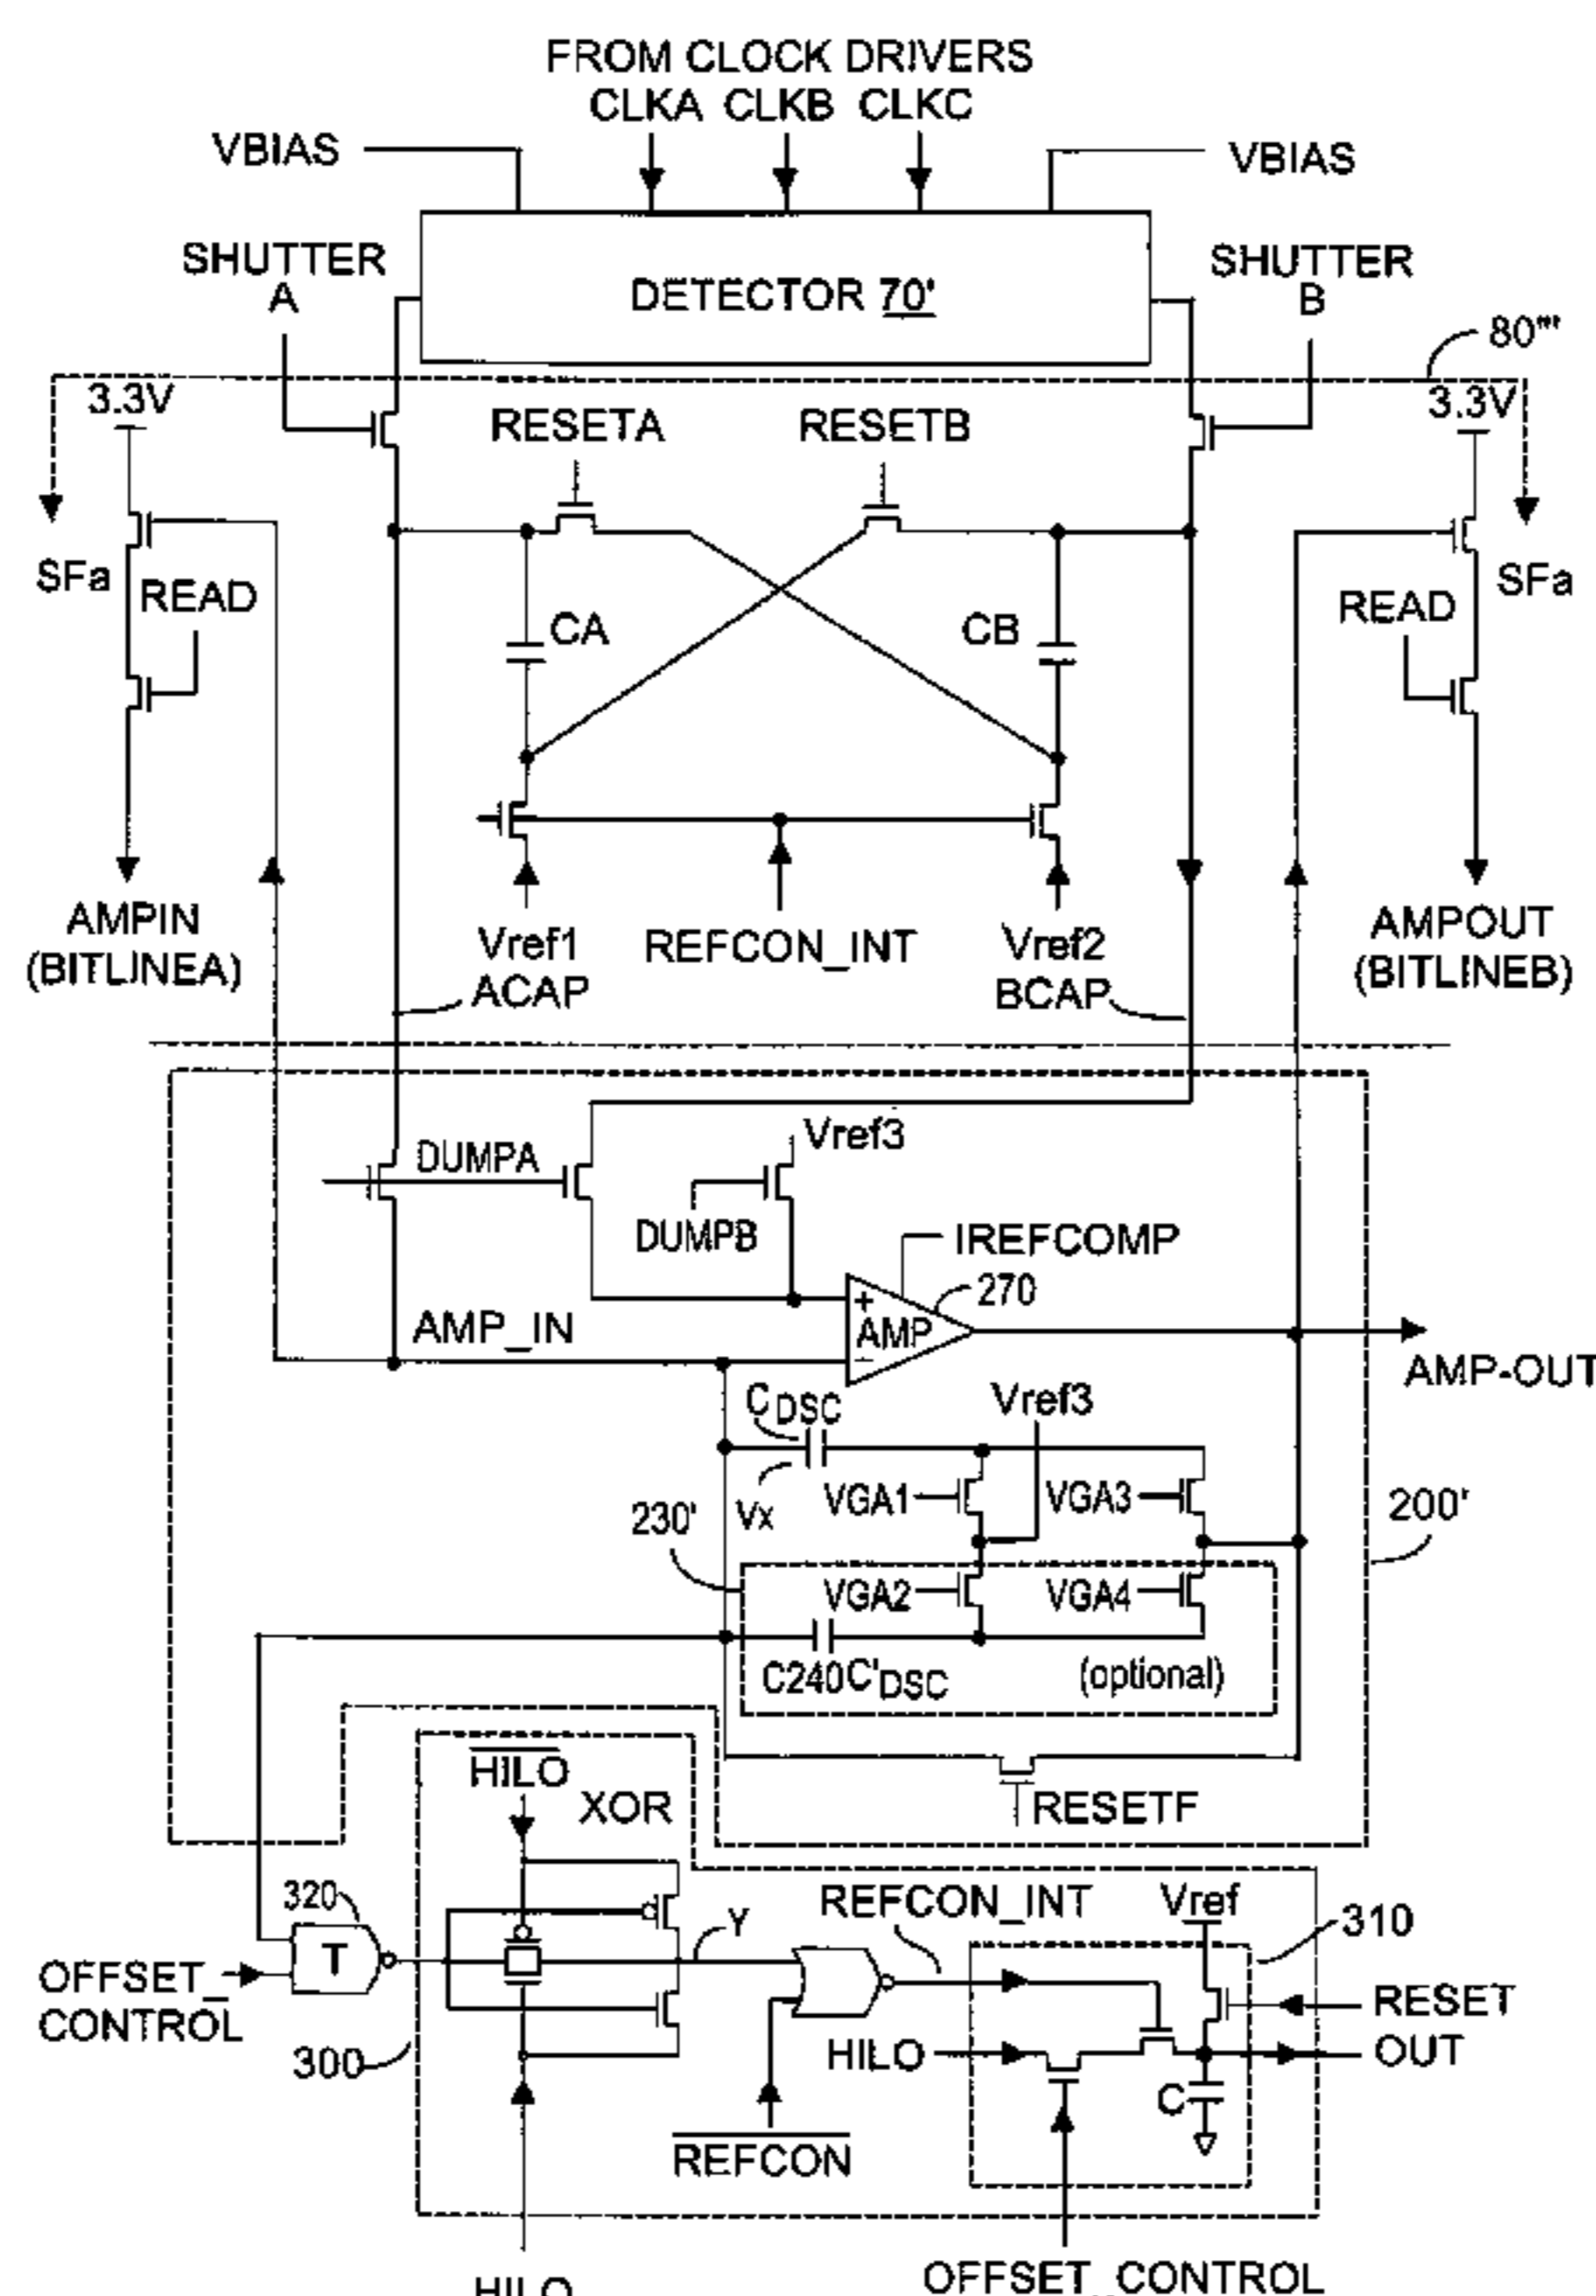 FROM CLOCK DRIVERS
CLKA CLKB CLKC
VBIAS
VBIAS
SHUTTER
A
DETECTOR 70'
SHUTTER
B
80'''
3.3V
RESETA
RESETB
3.3V
SFa
READ
CA
CB
READ
SFa
AMPIN
(BITLINEA)
Vref1
REFCON_INT
Vref2
AMPOUT
(BITLINEB)
ACAP
BCAP
DUMPA
Vref3
DUMPB
IREFCOMP
270
AMP_IN
+
AMP
−
AMP-OUT
CDSC
Vref3
Vx
VGA1
VGA3
230'
200'
VGA2
VGA4
C240 C'DSC
(optional)
HILO
XOR
RESETF
320
REFCON_INT
Vref
310
T
Y
OFFSET_
CONTROL
RESET
300
HILO
OUT
C
REFCON
HILO
OFFSET_CONTROL